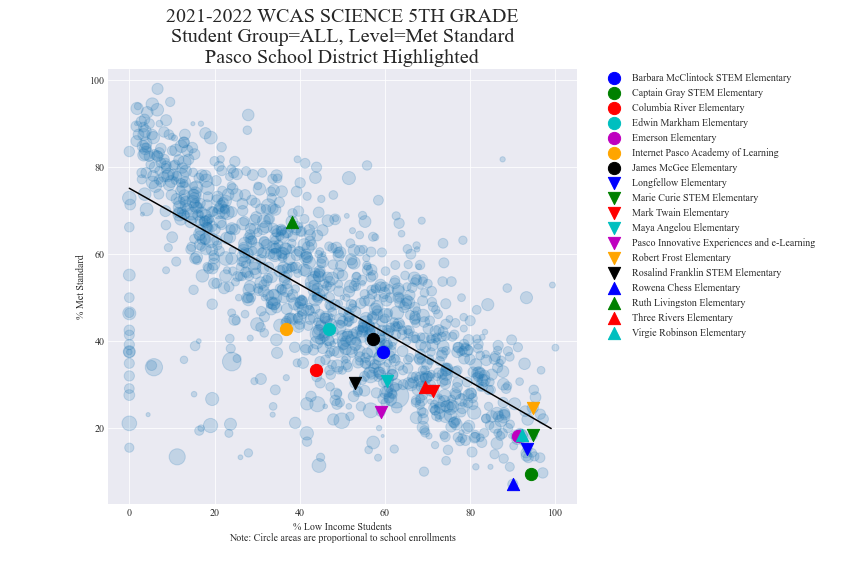 2021-2022 WCAS SCIENCE 5TH GRADE
Student Group=ALL, Level=Met Standard
Pasco School District Highlighted
100
80
60
40
20
% Met Standard
0
20
40
60
80
100
% Low Income Students
Note: Circle areas are proportional to school enrollments
Barbara McClintock STEM Elementary
Captain Gray STEM Elementary
Columbia River Elementary
Edwin Markham Elementary
Emerson Elementary
Internet Pasco Academy of Learning
James McGee Elementary
Longfellow Elementary
Marie Curie STEM Elementary
Mark Twain Elementary
Maya Angelou Elementary
Pasco Innovative Experiences and e-Learning
Robert Frost Elementary
Rosalind Franklin STEM Elementary
Rowena Chess Elementary
Ruth Livingston Elementary
Three Rivers Elementary
Virgie Robinson Elementary